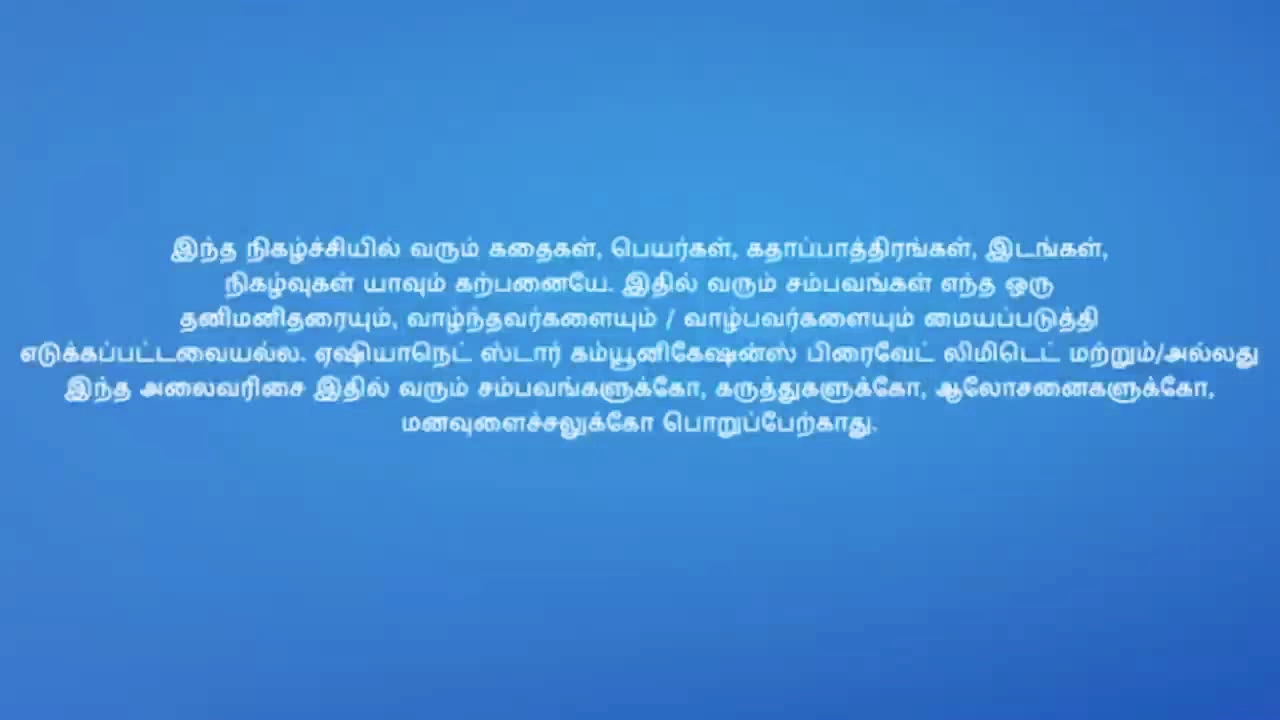 இந்த நிகழ்ச்சியில் வரும் கதைகள், பெயர்கள், கதாப்பாத்திரங்கள், இடங்கள்,
நிகழ்வுகள் யாவும் கற்பனையே. இதில் வரும் சம்பவங்கள் எந்த ஒரு
தனிமனிதரையும், வாழ்ந்தவர்களையும் / வாழ்பவர்களையும் மையப்படுத்தி
எடுக்கப்பட்டவையல்ல. ஏஷியாநெட் ஸ்டார் கம்யூனிகேஷன்ஸ் பிரைவேட் லிமிடெட் மற்றும்/அல்லது
இந்த அலைவரிசை இதில் வரும் சம்பவங்களுக்கோ, கருத்துகளுக்கோ, ஆலோசனைகளுக்கோ,
மனவுளைச்சலுக்கோ பொறுப்பேற்காது.